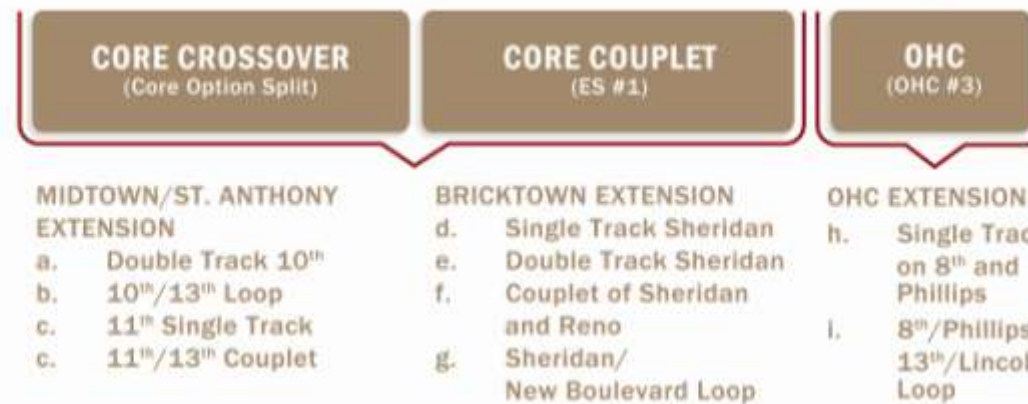 CORE CROSSOVER
(Core Option Split)
CORE COUPLET
(ES #1)
OHC
(OHC #3)
MIDTOWN/ST. ANTHONY
EXTENSION
a. Double Track 10th
b. 10th/13th Loop
c. 11th Single Track
c. 11th/13th Couplet
BRICKTOWN EXTENSION
d. Single Track Sheridan
e. Double Track Sheridan
f. Couplet of Sheridan
and Reno
g. Sheridan/
New Boulevard Loop
OHC EXTENSION
h. Single
on 8th and
Phillips
i. 8th/Phillips
13th/
Loop